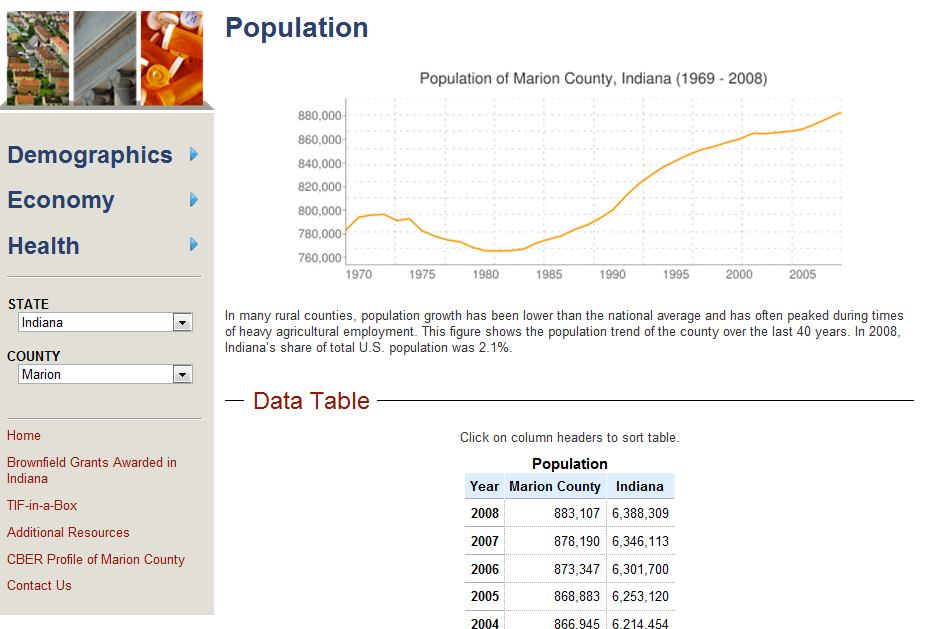 Population
Population of Marion County, Indiana (1969 - 2008)
880,000
860,000
840,000
820,000
800,000
780,000
760,000
1970 1975 1980 1985 1990 1995 2000 2005
Demographics
Economy
Health
STATE
Indiana
COUNTY
Marion
Home
Brownfield Grants Awarded in
Indiana
TIF-in-a-Box
Additional Resources
CBER Profile of Marion County
Contact Us
In many rural counties, population growth has been lower than the national average and has often peaked during times
of heavy agricultural employment. This figure shows the population trend of the county over the last 40 years. In 2008,
Indiana's share of total U.S. population was 2.1%.
Data Table
Click on column headers to sort table.
Population
Year Marion County Indiana
2008 883,107 6,388,309
2007 878,190 6,346,113
2006 873,347 6,301,700
2005 868,883 6,253,120
2004 866,945 6,214,454